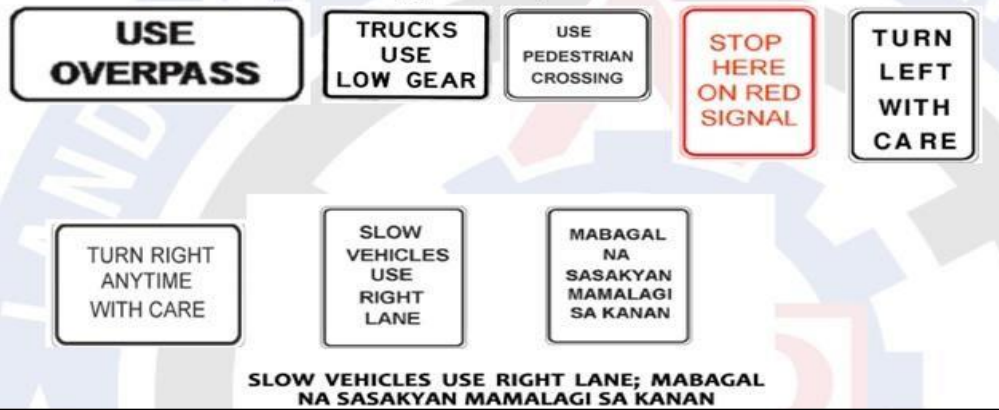 USE
OVERPASS
TRUCKS
USE
LOW GEAR
USE
PEDESTRIAN
CROSSING
STOP
HERE
ON RED
SIGNAL
TURN
LEFT
WITH
CARE
TURN RIGHT
ANYTIME
WITH CARE
SLOW
VEHICLES
USE
RIGHT
LANE
MABAGAL
NA
SASAKYAN
MAMALAGI
SA KANAN
SLOW VEHICLES USE RIGHT LANE; MABAGAL
NA SASAKYAN MAMALAGI SA KANAN